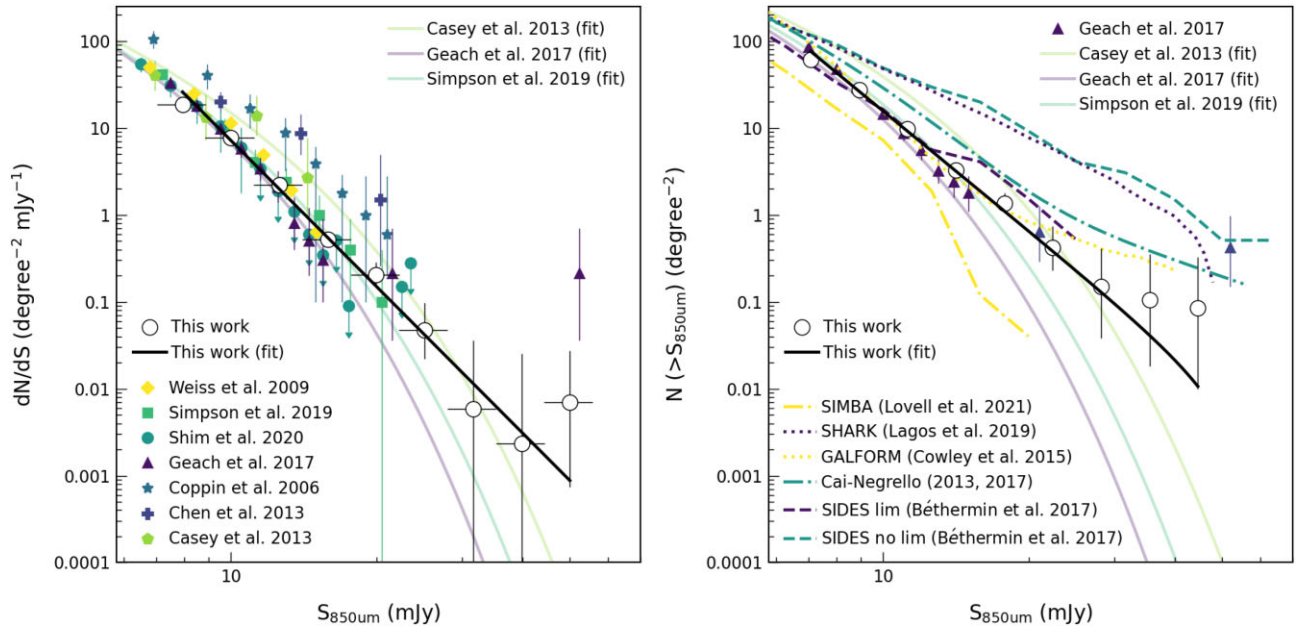 Casey et al. 2013 (fit)
Geach et al. 2017 (fit)
Simpson et al. 2019 (fit)
100
10
1
0.1
0.01
0.001
0.0001
dN/dS (degree⁻² mJy⁻¹)
This work
This work (fit)
Weiss et al. 2009
Simpson et al. 2019
Shim et al. 2020
Geach et al. 2017
Coppin et al. 2006
Chen et al. 2013
Casey et al. 2013
10
20
S850um (mJy)
Geach et al. 2017
Casey et al. 2013 (fit)
Geach et al. 2017 (fit)
Simpson et al. 2019 (fit)
100
10
1
0.1
0.01
0.001
0.0001
N (>S850um) (degree⁻²)
This work
This work (fit)
SIMBA (Lovell et al. 2021)
SHARK (Lagos et al. 2019)
GALFORM (Cowley et al. 2015)
Cai-Negrello (2013, 2017)
SIDES lim (Béthermin et al. 2017)
SIDES no lim (Béthermin et al. 2017)
10
20
S850um (mJy)